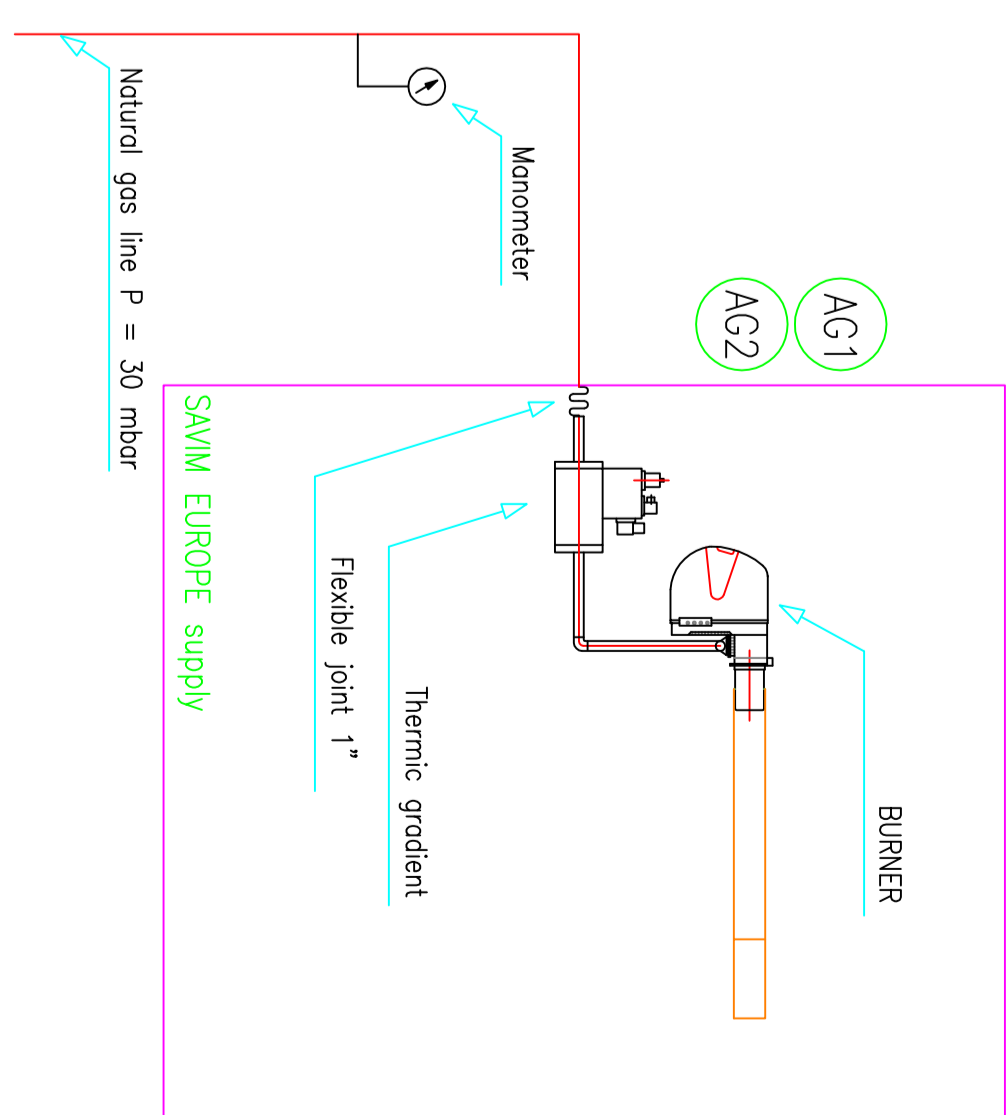 AG1
AG2
BURNER
Manometer
Thermic gradient
Flexible joint 1"
SAVIM EUROPE supply
Natural gas line P = 30 mbar